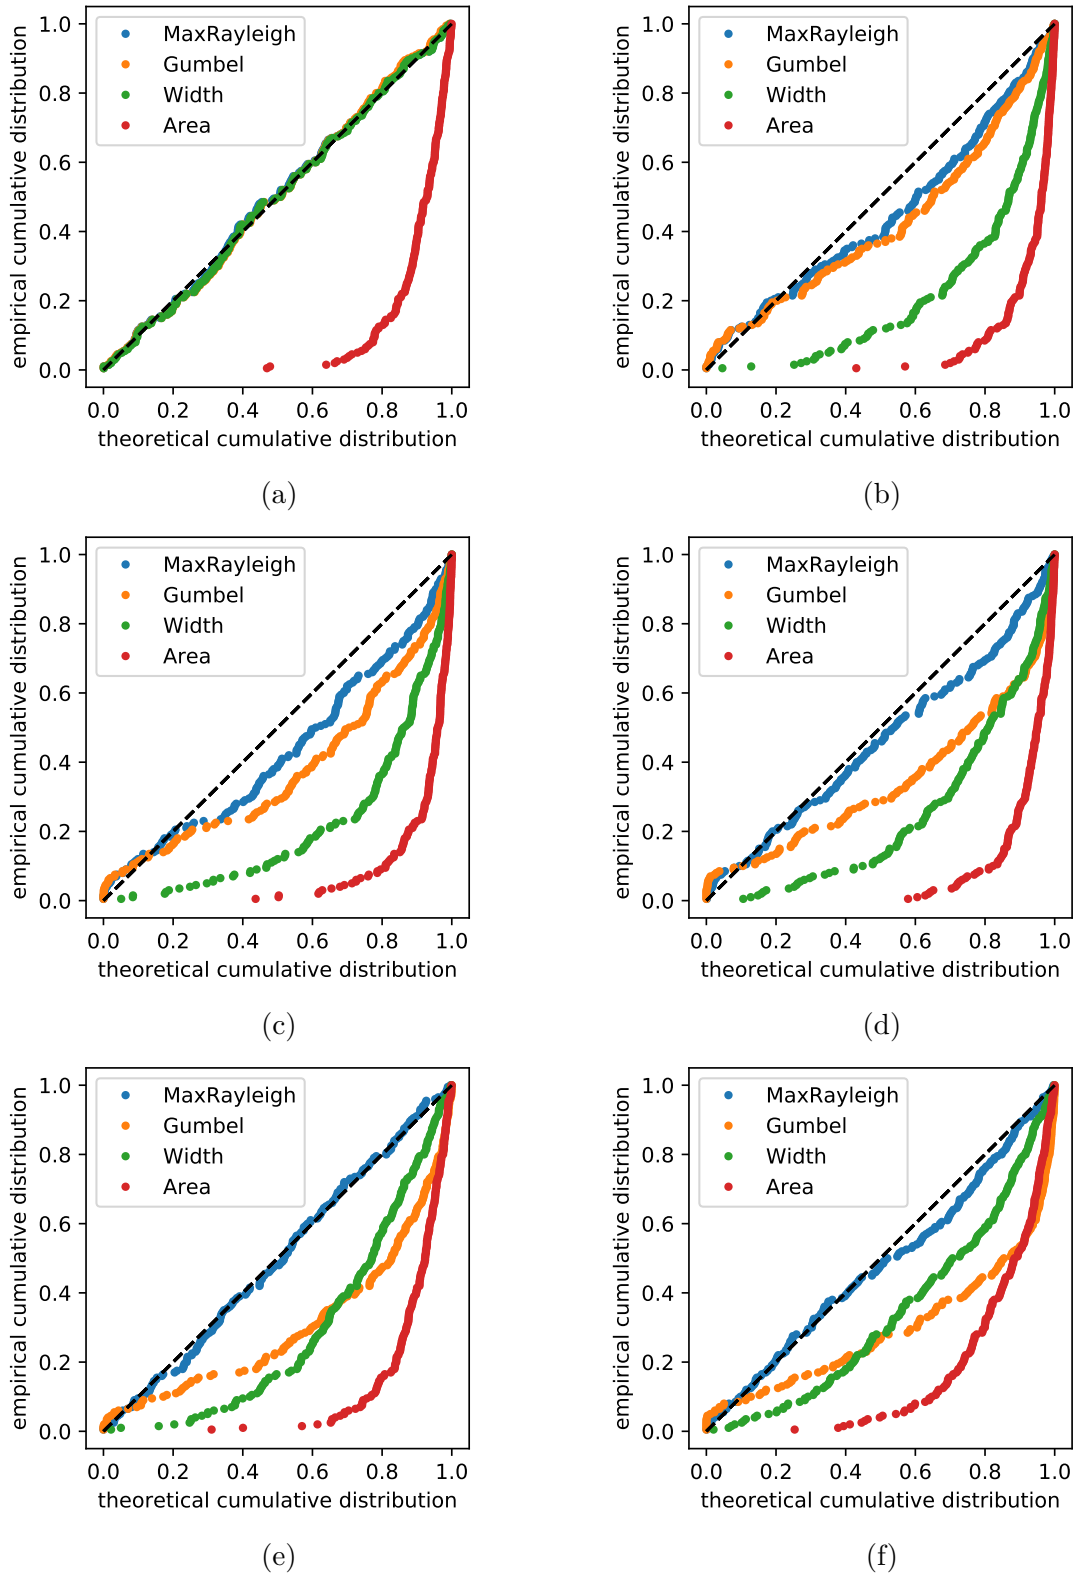 1.0
0.8
0.6
0.4
0.2
0.0
empirical cumulative distribution
MaxRayleigh
Gumbel
Width
Area
0.0 0.2 0.4 0.6 0.8 1.0
theoretical cumulative distribution
(a)
1.0
0.8
0.6
0.4
0.2
0.0
empirical cumulative distribution
MaxRayleigh
Gumbel
Width
Area
0.0 0.2 0.4 0.6 0.8 1.0
theoretical cumulative distribution
(b)
1.0
0.8
0.6
0.4
0.2
0.0
empirical cumulative distribution
MaxRayleigh
Gumbel
Width
Area
0.0 0.2 0.4 0.6 0.8 1.0
theoretical cumulative distribution
(c)
1.0
0.8
0.6
0.4
0.2
0.0
empirical cumulative distribution
MaxRayleigh
Gumbel
Width
Area
0.0 0.2 0.4 0.6 0.8 1.0
theoretical cumulative distribution
(d)
1.0
0.8
0.6
0.4
0.2
0.0
empirical cumulative distribution
MaxRayleigh
Gumbel
Width
Area
0.0 0.2 0.4 0.6 0.8 1.0
theoretical cumulative distribution
(e)
1.0
0.8
0.6
0.4
0.2
0.0
empirical cumulative distribution
MaxRayleigh
Gumbel
Width
Area
0.0 0.2 0.4 0.6 0.8 1.0
theoretical cumulative distribution
(f)